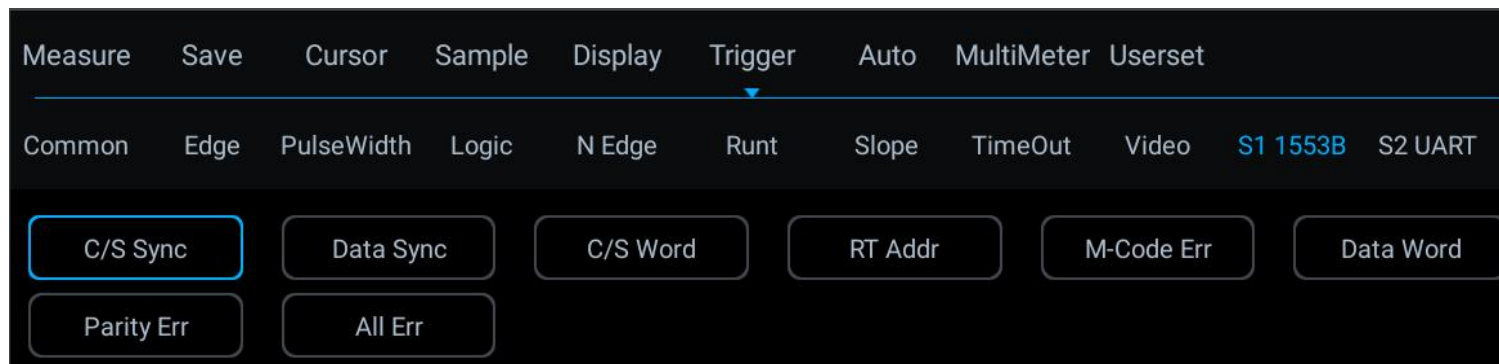 Measure Save Cursor Sample Display Trigger Auto MultiMeter Userset
Common Edge PulseWidth Logic N Edge Runt Slope TimeOut Video S1 1553B S2 UART
C/S Sync Data Sync C/S Word RT Addr M-Code Err Data Word
Parity Err All Err